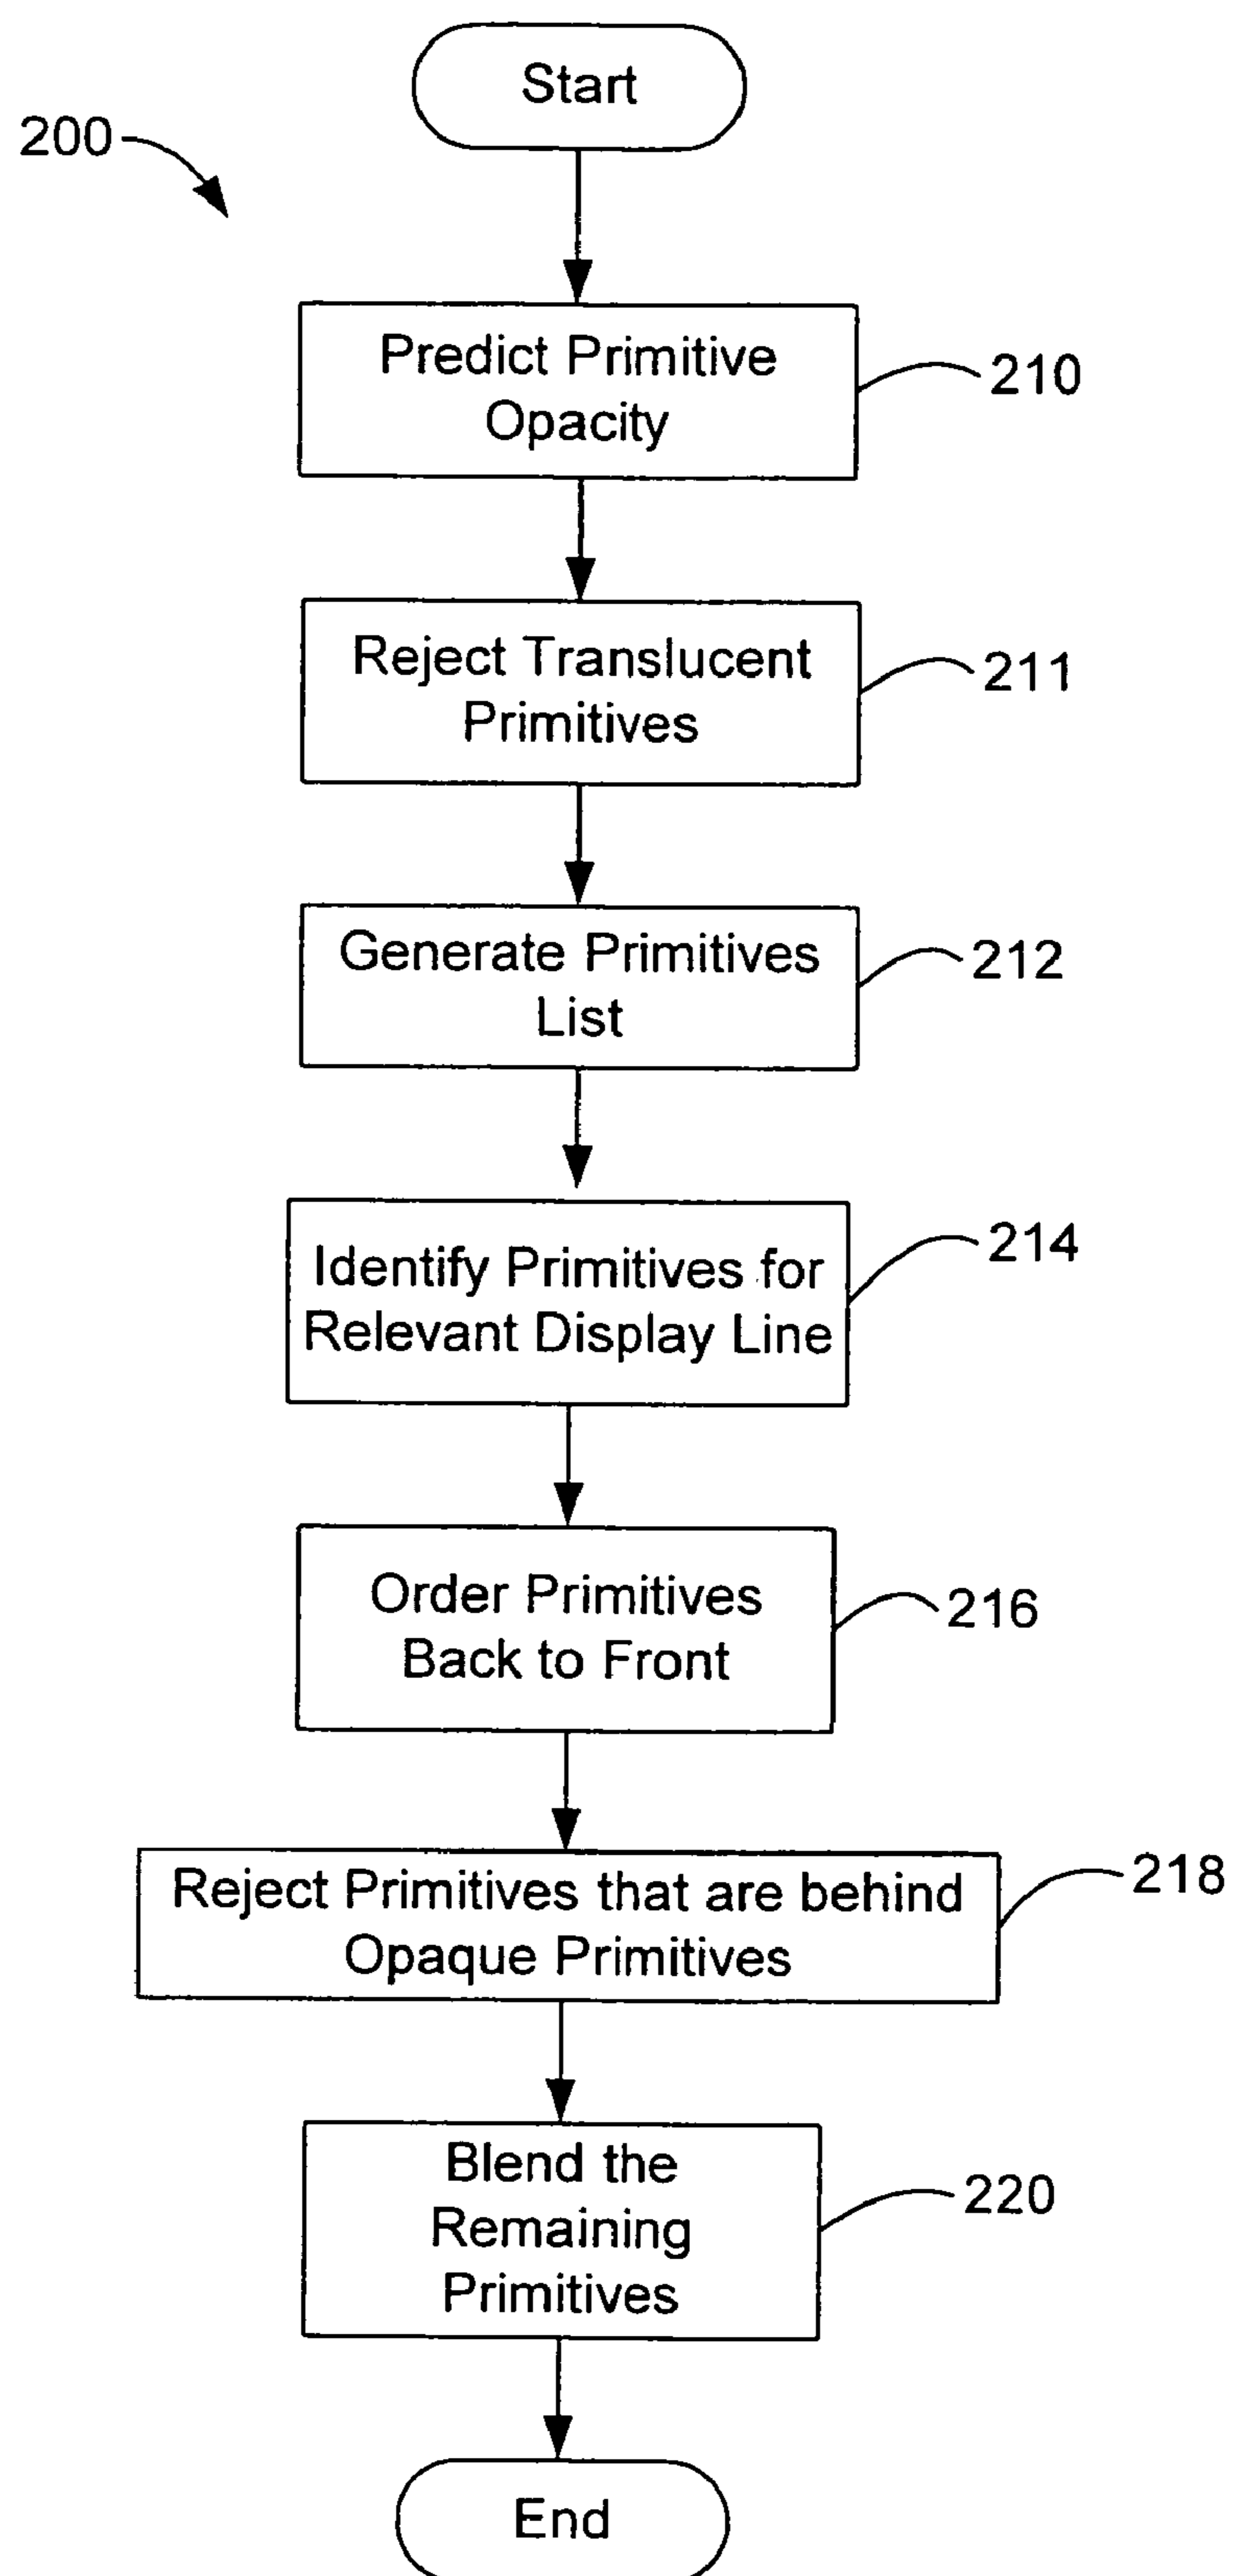 Start
200
Predict Primitive
Opacity
210
Reject Translucent
Primitives
211
Generate Primitives
List
212
Identify Primitives for
Relevant Display Line
214
Order Primitives
Back to Front
216
Reject Primitives that are behind
Opaque Primitives
218
Blend the
Remaining
Primitives
220
End